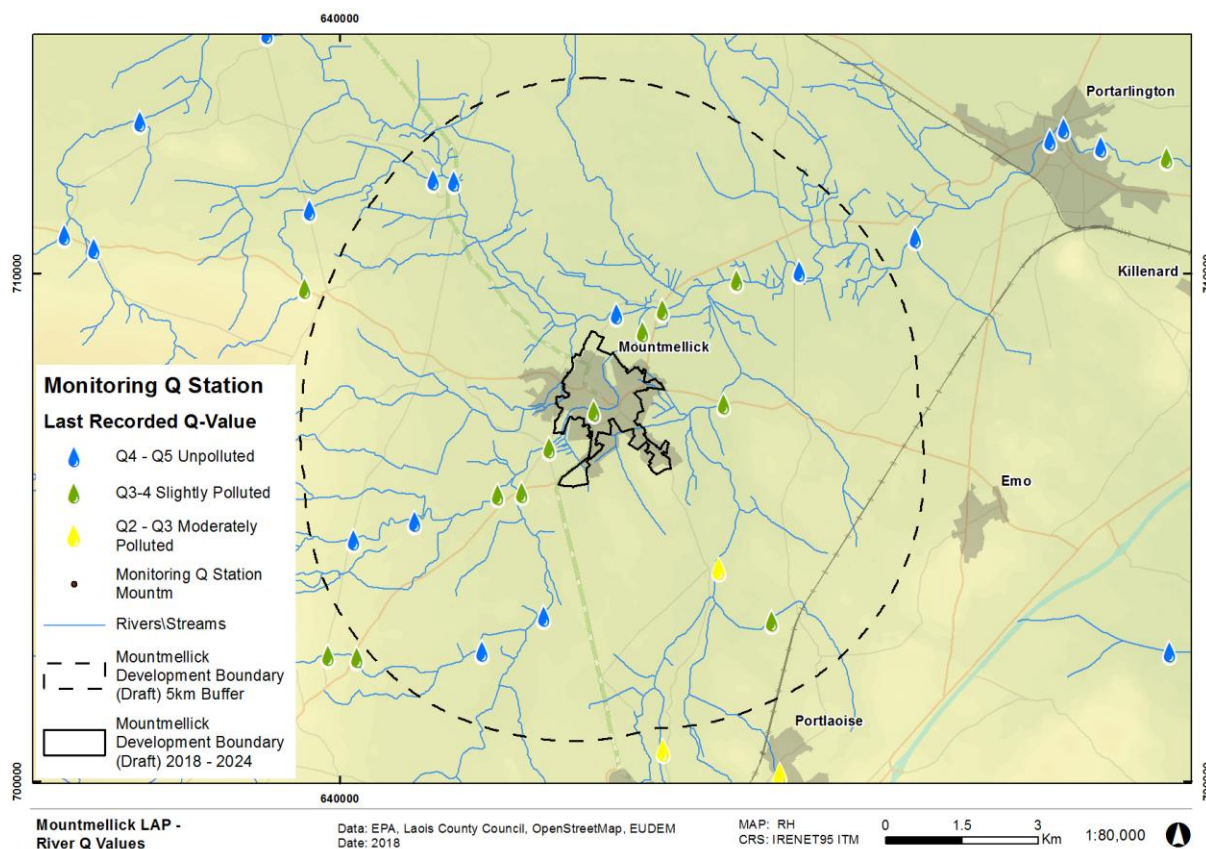 640000
Portarlington
710000
Killenard
Mountmellick
Monitoring Q Station
Last Recorded Q-Value
Q4 - Q5 Unpolluted
Q3-4 Slightly Polluted
Q2 - Q3 Moderately
Polluted
Monitoring Q Station
Mountm
Rivers\Streams
Mountmellick
Development Boundary
(Draft) 5km Buffer
Mountmellick
Development Boundary
(Draft) 2018 - 2024
Emo
Portlaoise
700000
640000
Mountmellick LAP -
River Q Values
Data: EPA, Laois County Council, OpenStreetMap, EUDEM
Date: 2018
MAP: RH
CRS: IRENET95 ITM
0 1.5 3
Km
1:80,000